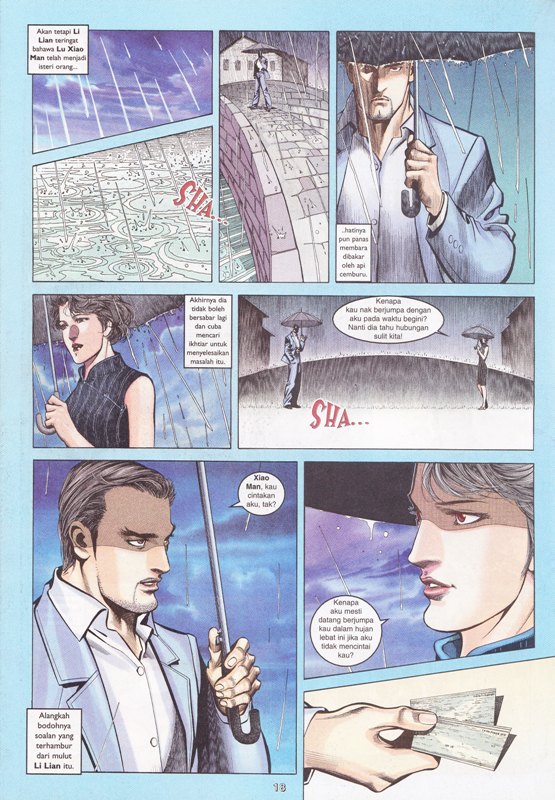 Akan tetapi Li
Lian teringat
bahawa Lu Xiao
Man telah menjadi
isteri orang...
SHA...
..hatinya
pun panas
membara
dibakar
oleh api
cemburu.
Akhirnya dia
tidak boleh
bersabar lagi
dan cuba
mencari
ikhtiar untuk
menyelesaikan
masalah itu.
Kenapa
kau nak berjumpa dengan
aku pada waktu begini?
Nanti dia tahu hubungan
sulit kita!
SHA...
Xiao
Man, kau
cintakan
aku, tak?
Alangkah
bodohnya
soalan yang
terhambur
dari mulut
Li Lian itu.
Kenapa
aku mesti
datang berjumpa
kau dalam hujan
lebat ini jika aku
tidak mencintai
kau?
18